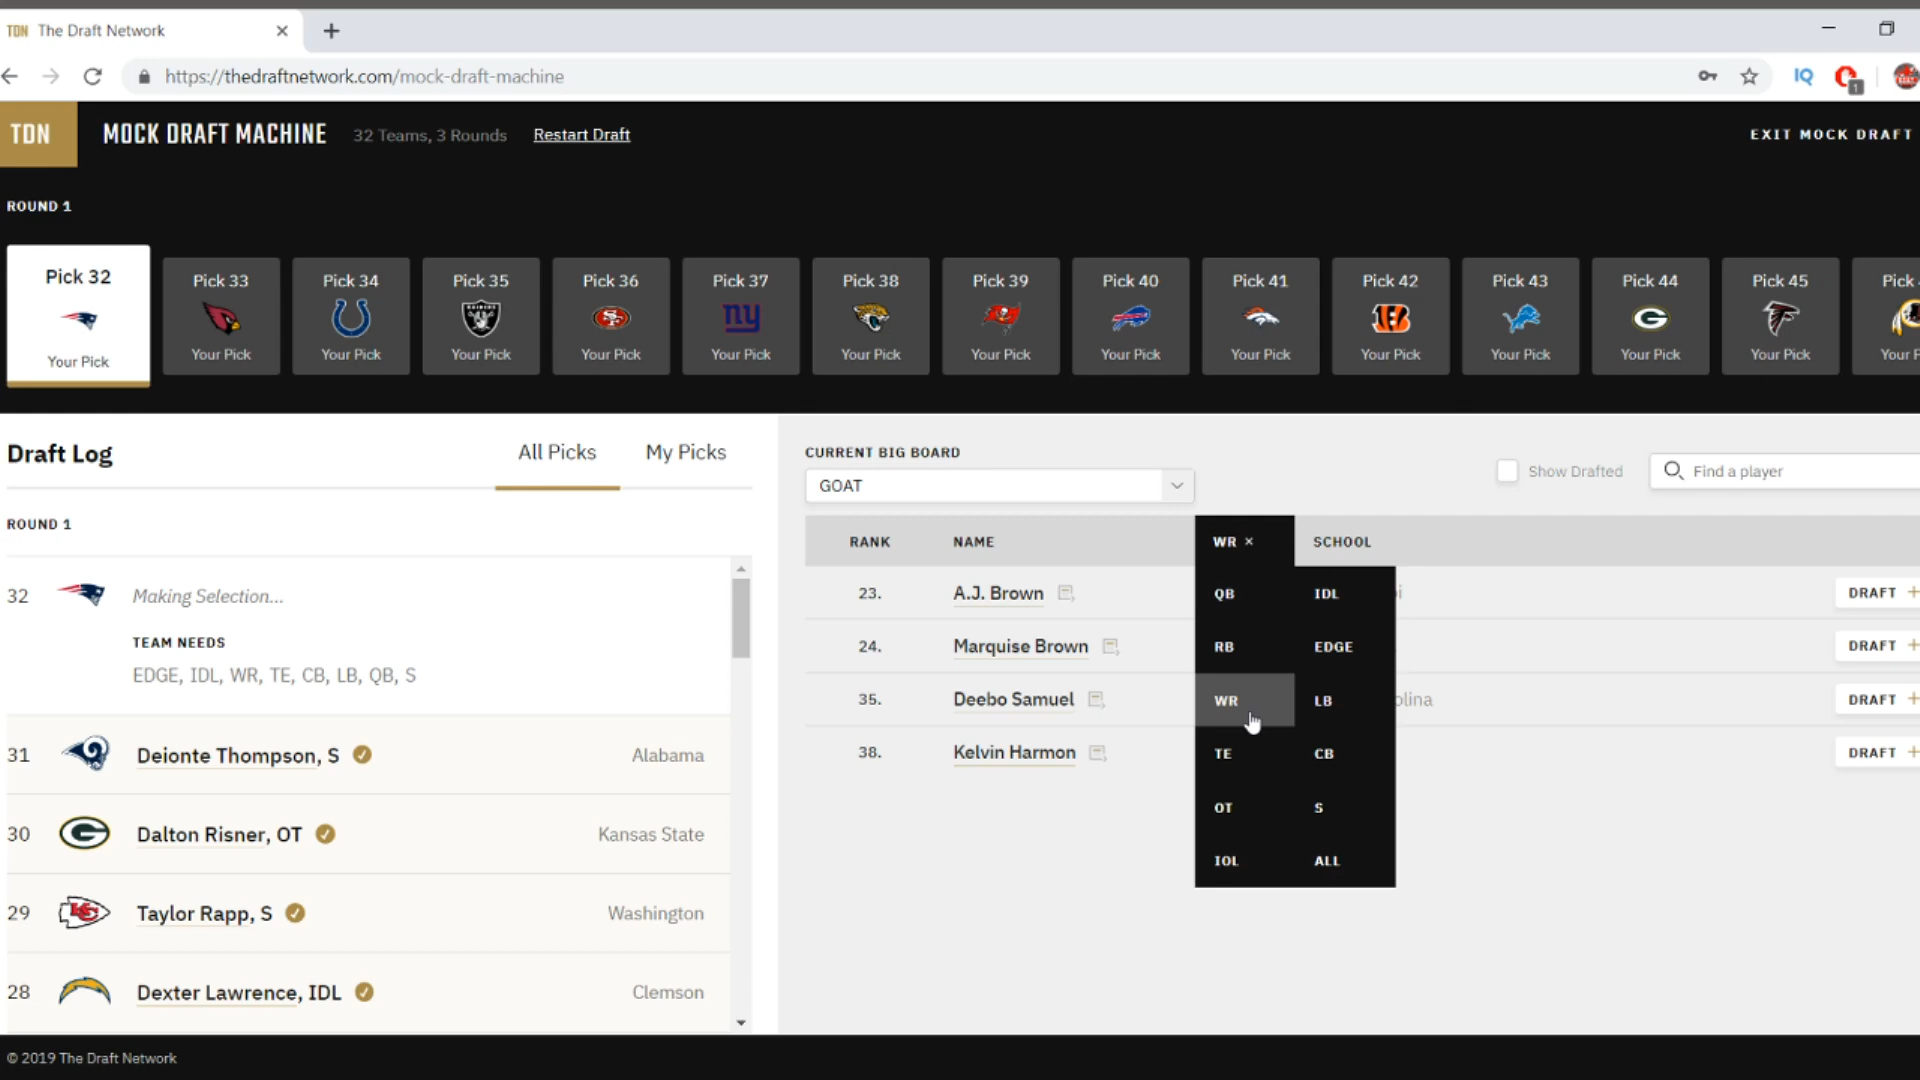 TDN The Draft Network
https://thedraftnetwork.com/mock-draft-machine
IQ
1
TDN
MOCK DRAFT MACHINE 32 Teams, 3 Rounds Restart Draft
EXIT MOCK DRAFT
ROUND 1
Pick 32
Your Pick
Pick 33
Your Pick
Pick 34
Your Pick
Pick 35
RAIDERS
Your Pick
Pick 36
SF
Your Pick
Pick 37
ny
Your Pick
Pick 38
Your Pick
Pick 39
Your Pick
Pick 40
Your Pick
Pick 41
Your Pick
Pick 42
Your Pick
Pick 43
Your Pick
Pick 44
G
Your Pick
Pick 45
Your Pick
Pick
Your
Draft Log
All Picks
My Picks
ROUND 1
32 Making Selection...
TEAM NEEDS
EDGE, IDL, WR, TE, CB, LB, QB, S
31 Deionte Thompson, S Alabama
30 G Dalton Risner, OT Kansas State
29 KC Taylor Rapp, S Washington
28 Dexter Lawrence, IDL Clemson
CURRENT BIG BOARD
GOAT
Show Drafted
Find a player
RANK NAME WR × SCHOOL
23. A.J. Brown i DRAFT +
24. Marquise Brown DRAFT +
35. Deebo Samuel olina DRAFT +
38. Kelvin Harmon DRAFT +
QB IDL
RB EDGE
WR LB
TE CB
OT S
IOL ALL
© 2019 The Draft Network